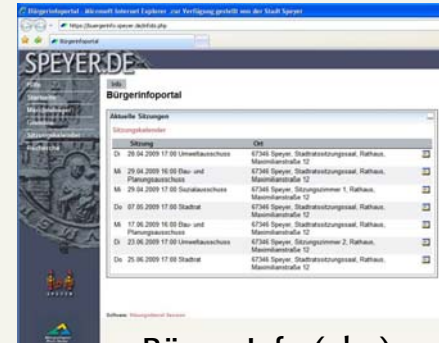 Bürgerinfoportal - Microsoft Internet Explorer zur Verfügung gestellt von der Stadt Speyer
Bürgerinfoportal
SPEYER.DE
Info
Bürgerinfoportal
Aktuelle Sitzungen
Sitzungskalender
Sitzung Ort
Di 28.04.2009 17:00 Umweltausschuss 67346 Speyer, Stadtratssitzungssaal, Rathaus, Maximilianstraße 12
Mi 29.04.2009 16:00 Bau- und Planungsausschuss 67346 Speyer, Stadtratssitzungssaal, Rathaus, Maximilianstraße 12
Mi 29.04.2009 17:00 Sozialausschuss 67346 Speyer, Sitzungszimmer 1, Rathaus, Maximilianstraße 12
Do 07.05.2009 17:00 Stadtrat 67346 Speyer, Stadtratssitzungssaal, Rathaus, Maximilianstraße 12
Mi 17.06.2009 16:00 Bau- und Planungsausschuss 67346 Speyer, Stadtratssitzungssaal, Rathaus, Maximilianstraße 12
Di 23.06.2009 17:00 Umweltausschuss 67346 Speyer, Sitzungszimmer 2, Rathaus, Maximilianstraße 12
Do 25.06.2009 17:00 Stadtrat 67346 Speyer, Stadtratssitzungssaal, Rathaus, Maximilianstraße 12
Sitzungskalender
Recherche
SPEYER
Software: